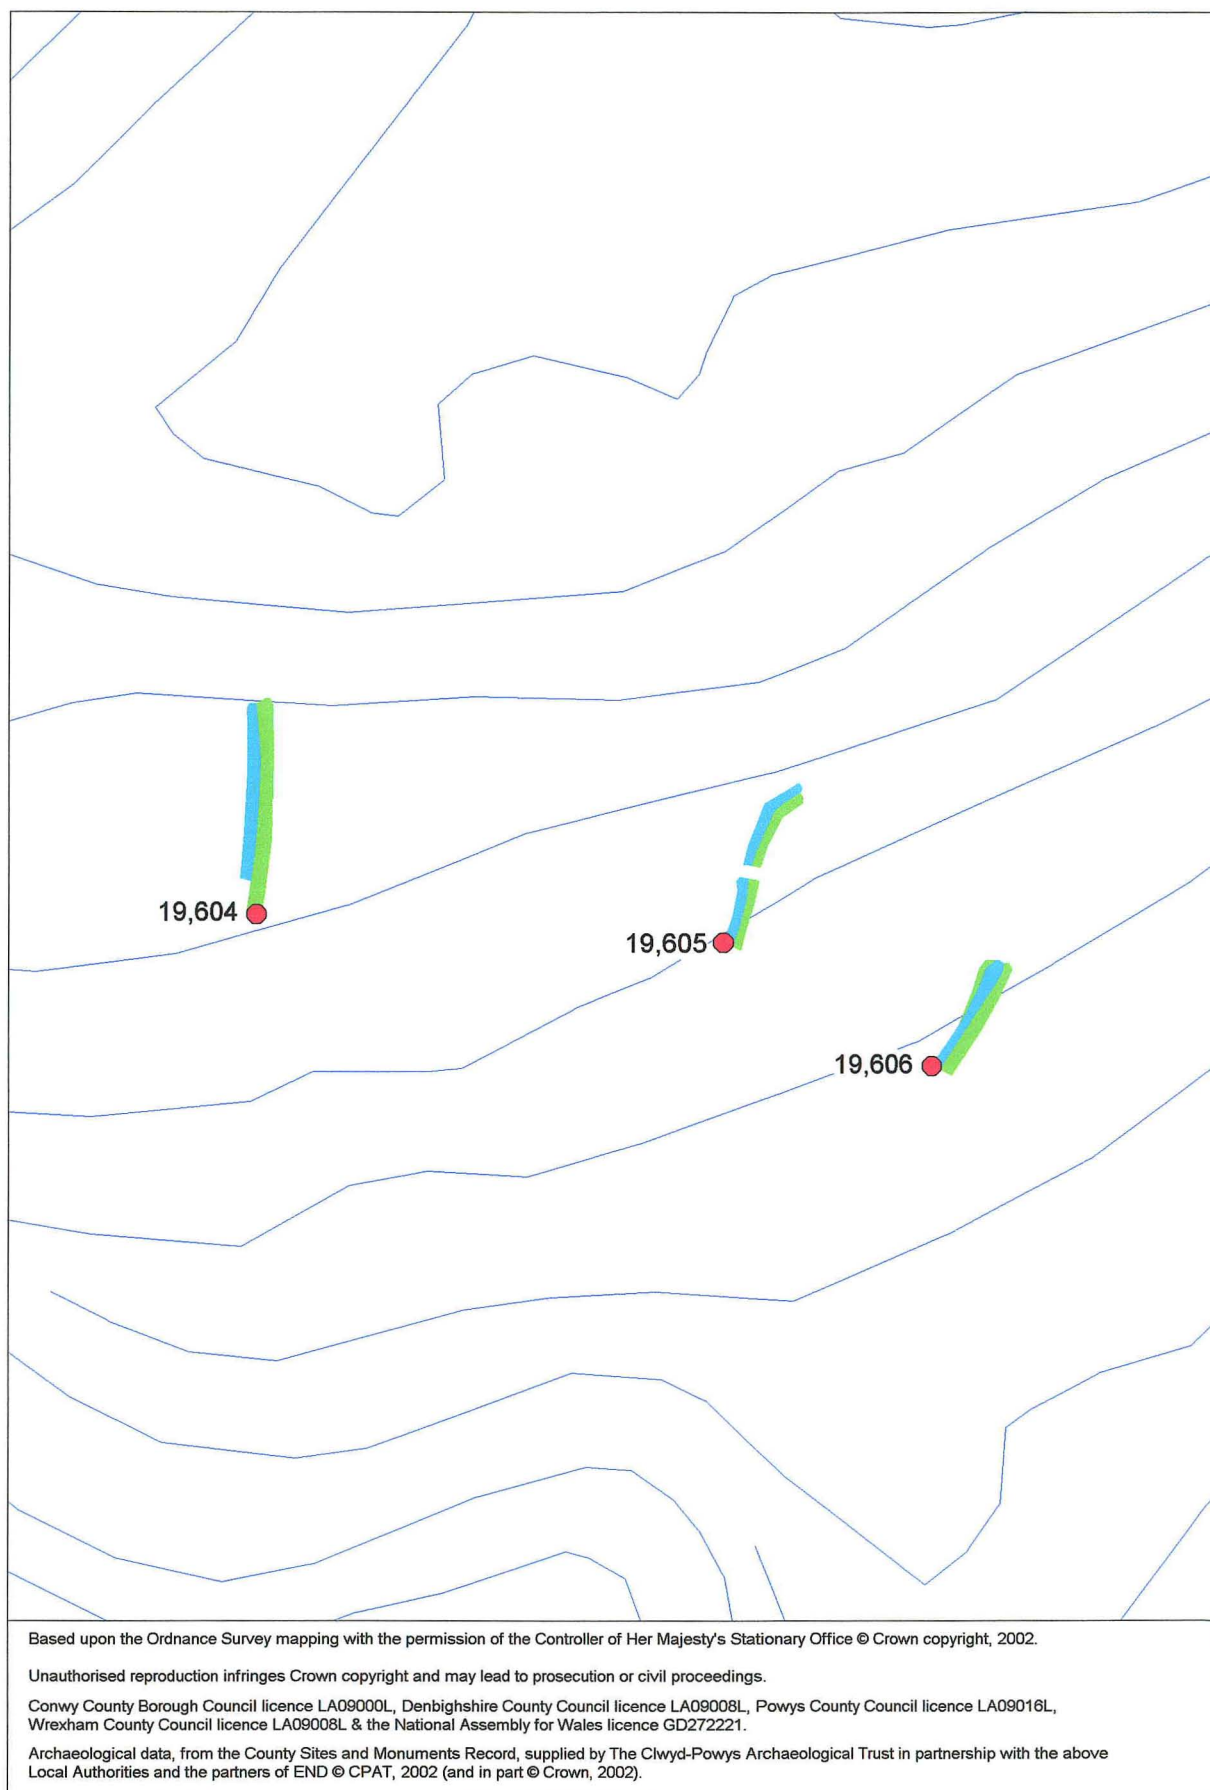 19,604
19,605
19,606
Based upon the Ordnance Survey mapping with the permission of the Controller of Her Majesty's Stationary Office © Crown copyright, 2002.
Unauthorised reproduction infringes Crown copyright and may lead to prosecution or civil proceedings.
Conwy County Borough Council licence LA09000L, Denbighshire County Council licence LA09008L, Powys County Council licence LA09016L,
Wrexham County Council licence LA09008L & the National Assembly for Wales licence GD272221.
Archaeological data, from the County Sites and Monuments Record, supplied by The Clwyd-Powys Archaeological Trust in partnership with the above
Local Authorities and the partners of END © CPAT, 2002 (and in part © Crown, 2002).